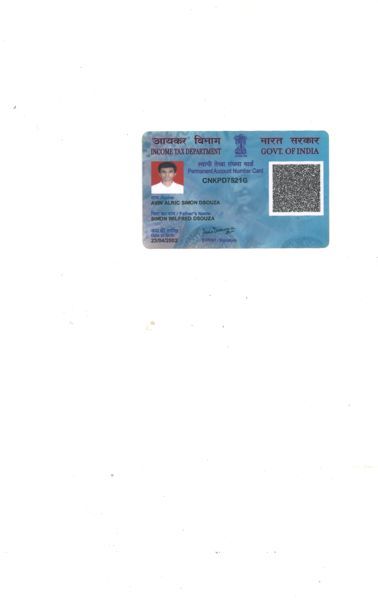 आयकर विभाग
INCOME TAX DEPARTMENT
भारत सरकार
GOVT. OF INDIA
स्थायी लेखा संख्या कार्ड
Permanent Account Number Card
CNKPD7521G
नाम /Name
AVIN ALRIC SIMON DSOUZA
पिता का नाम / Father's Name
SIMON WILFRED DSOUZA
जन्म की तारीख
Date of Birth
23/04/2002
हस्ताक्षर / Signature